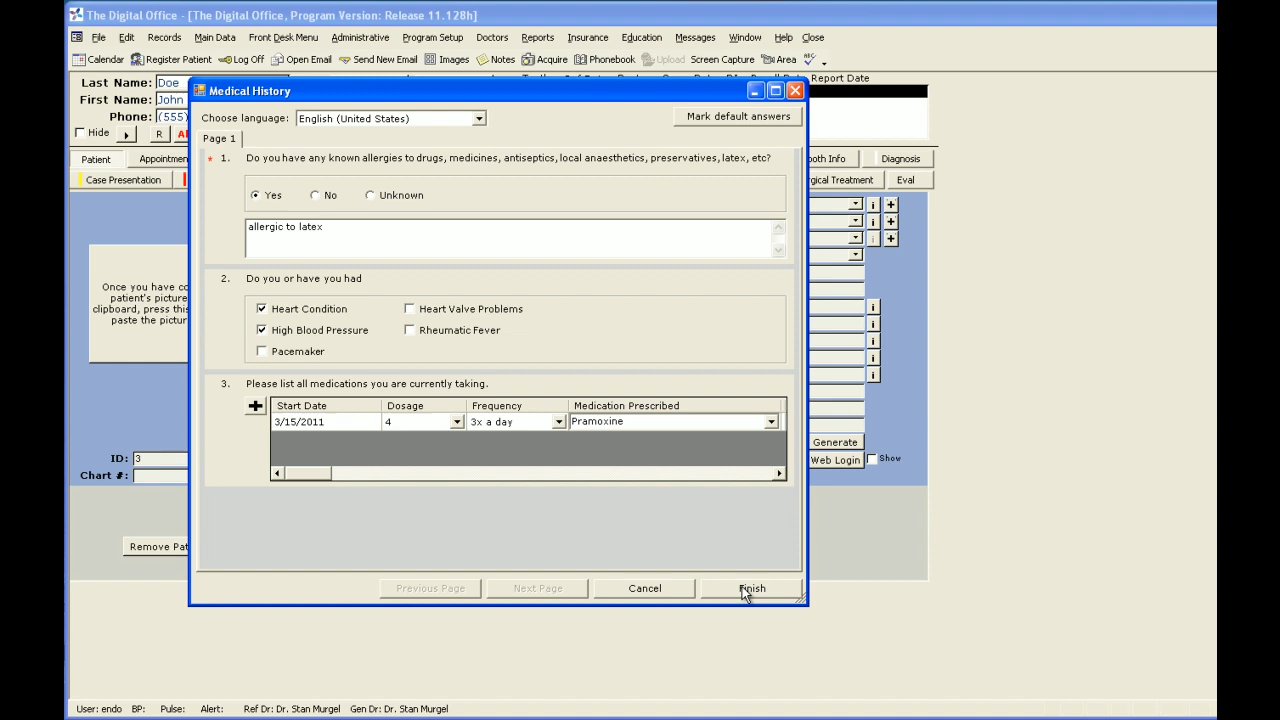 The Digital Office - [The Digital Office, Program Version: Release 11.128h]
File Edit Records Main Data Front Desk Menu Administrative Program Setup Doctors Reports Insurance Education Messages Window Help Close
Calendar Register Patient Log Off Open Email Send New Email Images Notes Acquire Phonebook Upload Screen Capture Area
Last Name: Doe
Report Date
First Name: John
Phone: (555)
Hide R
Patient Appointmen
Info Diagnosis
Case Presentation
Treatment Eval
Medical History
Choose language: English (United States) Mark default answers
Page 1
* 1. Do you have any known allergies to drugs, medicines, antiseptics, local anaesthetics, preservatives, latex, etc?
Yes No Unknown
allergic to latex
2. Do you or have you had
Heart Condition Heart Valve Problems
High Blood Pressure Rheumatic Fever
Pacemaker
3. Please list all medications you are currently taking.
Start Date Dosage Frequency Medication Prescribed
3/15/2011 4 3x a day Pramoxine
Previous Page Next Page Cancel Finish
Once you have co
patient's picture
clipboard, press this
paste the pictur
i +
i +
i +
i
i
i
i
i
Generate
Web Login Show
ID: 3
Chart #:
Remove Pat
User: endo BP: Pulse: Alert: Ref Dr: Dr. Stan Murgel Gen Dr: Dr. Stan Murgel